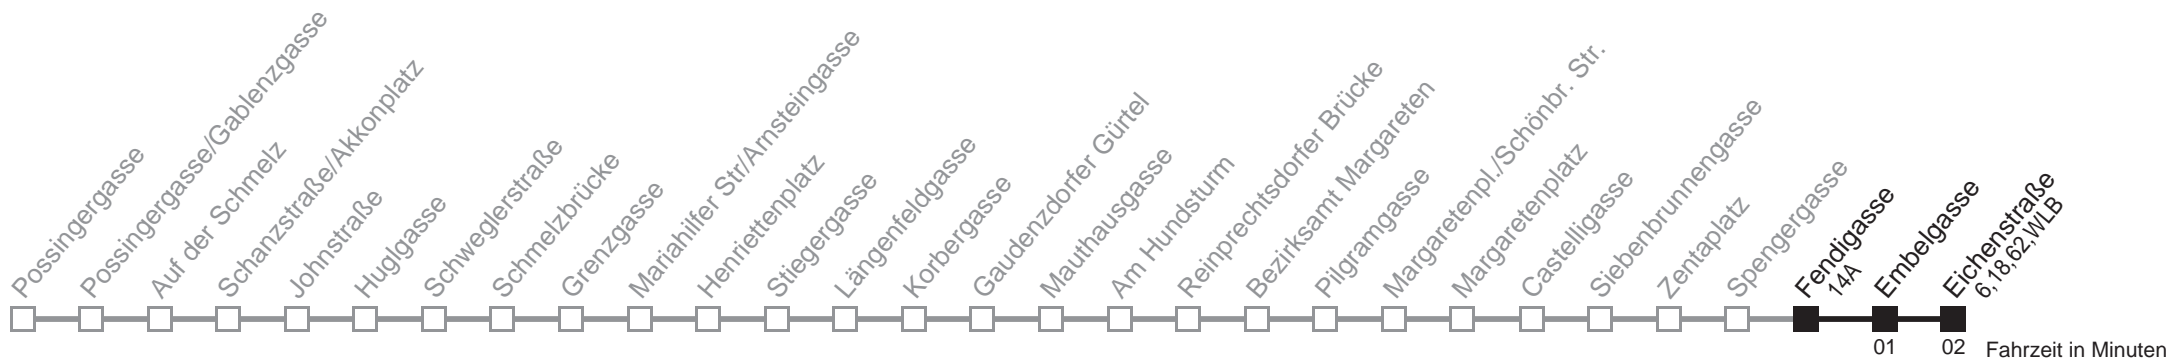 Possingergasse
Possingergasse/Gablenzgasse
Auf der Schmelz
Schanzstraße/Akkonplatz
Johnstraße
Huglgasse
Schweglerstraße
Schmelzbrücke
Grenzgasse
Mariahilfer Str/Arnsteingasse
Henriettenplatz
Stiegergasse
Längenfeldgasse
Korbergasse
Gaudenzdorfer Gürtel
Mauthausgasse
Am Hundsturm
Reinprechtsdorfer Brücke
Bezirksamt Margareten
Pilgramgasse
Margaretenpl./Schönbr. Str.
Margaretenplatz
Castelligasse
Siebenbrunnengasse
Zentaplatz
Spengergasse
Fendigasse
14A
Embelgasse
Eichenstraße
6,18,62,WLB
01
02
Fahrzeit in Minuten